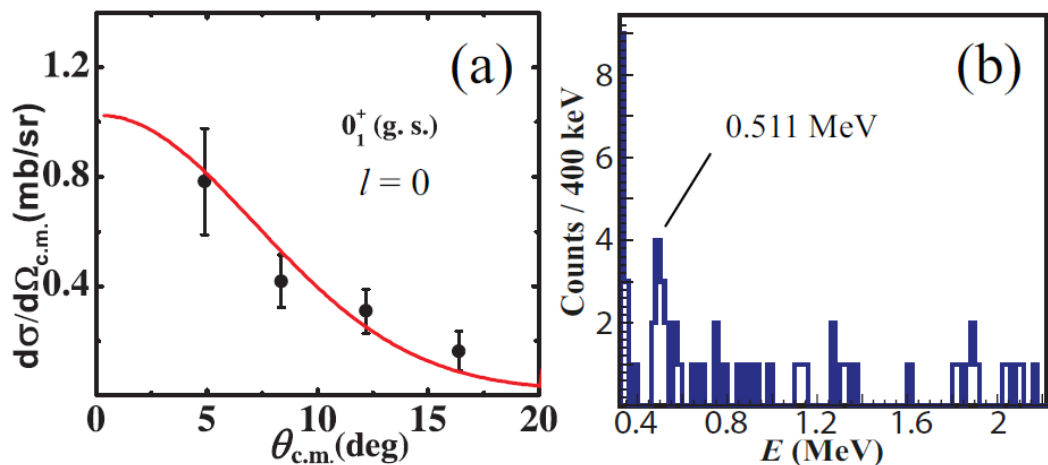 (a)
0₁⁺ (g. s.)
l = 0
dσ/dΩc.m.(mb/sr)
1.2
0.8
0.4
0
5
10
15
20
θc.m.(deg)
(b)
0.511 MeV
Counts / 400 keV
8
6
4
2
0.4
0.8
1.2
1.6
2
E (MeV)